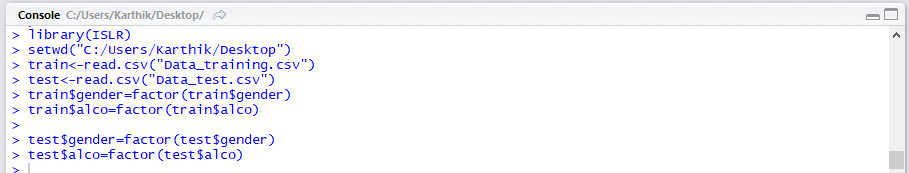 Console C:/Users/Karthik/Desktop/
> library(ISLR)
> setwd("C:/Users/Karthik/Desktop")
> train<-read.csv("Data_training.csv")
> test<-read.csv("Data_test.csv")
> train$gender=factor(train$gender)
> train$alco=factor(train$alco)
>
> test$gender=factor(test$gender)
> test$alco=factor(test$alco)
>